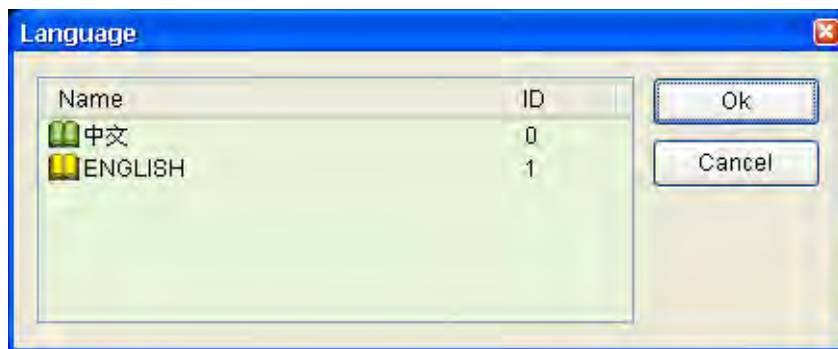 Language
Name ID
中文 0
ENGLISH 1
Ok
Cancel